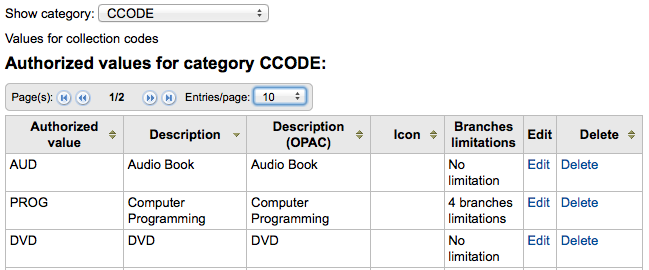 Show category: CCODE
Values for collection codes
Authorized values for category CCODE:
Page(s): 1/2 Entries/page: 10
Authorized value Description Description (OPAC) Icon Branches limitations Edit Delete
AUD Audio Book Audio Book No limitation Edit Delete
PROG Computer Programming Computer Programming 4 branches limitations Edit Delete
DVD DVD DVD No limitation Edit Delete